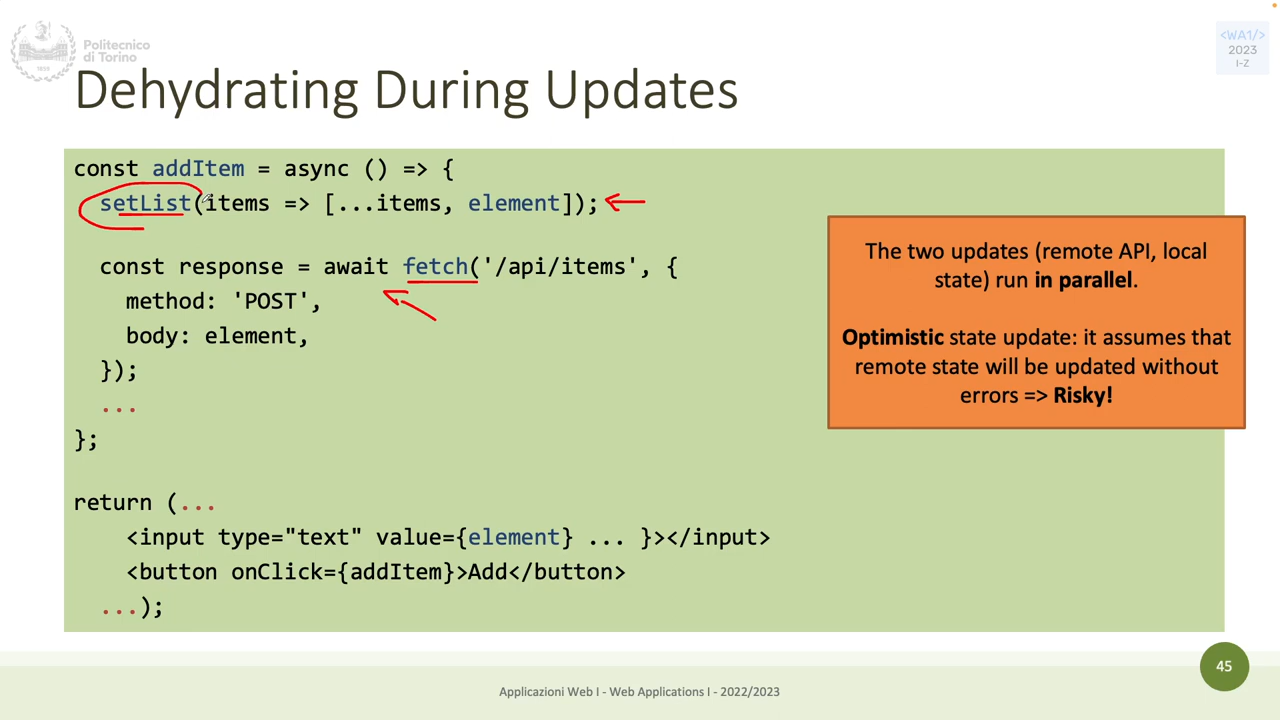 Politecnico
di Torino
1859
<WA1/>
2023
I-Z
Dehydrating During Updates
const addItem = async () => {
setList(items => [...items, element]);
const response = await fetch('/api/items', {
method: 'POST',
body: element,
});
...
};
return (...
<input type="text" value={element} ... }></input>
<button onClick={addItem}>Add</button>
...);
The two updates (remote API, local
state) run in parallel.
Optimistic state update: it assumes that
remote state will be updated without
errors => Risky!
45
Applicazioni Web I - Web Applications I - 2022/2023